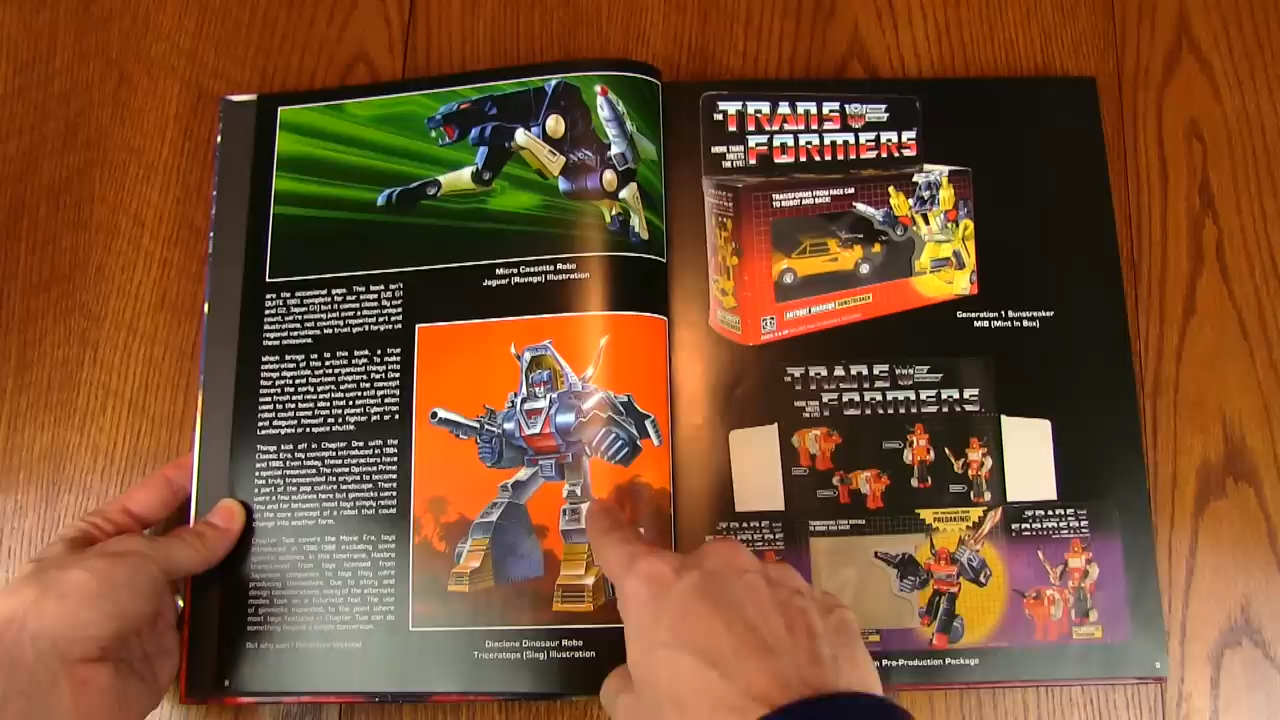 Micro Cassette Robo
Jaguar (Ravage) Illustration
are the occasional gaps. This book isn't
QUITE 100% complete for our scope (US G1
and G2, Japan G1) but it comes close. By our
count, we're missing just over a dozen unique
illustrations, not counting repainted art and
regional variations. We trust you'll forgive us
these omissions.
Which brings us to this book, a true
celebration of this artistic style. To make
things digestible, we've organized things into
four parts and fourteen chapters. Part One
covers the early years, when the concept
was fresh and new and kids were still getting
used to the basic idea that a sentient alien
robot could come from the planet Cybertron
and disguise himself as a fighter jet or a
Lamborghini or a space shuttle.
Things kick off in Chapter One with the
Classic Era, toy concepts introduced in 1984
and 1985. Even today, these characters have
a special resonance. The name Optimus Prime
has truly transcended its origins to become
a part of the pop culture landscape. There
were a few sublines here but gimmicks were
few and far between; most toys simply relied
on the core concept of a robot that could
change into another form.
Chapter Two covers the Movie Era, toys
introduced in 1986-1988 excluding some
specific sublines. In this timeframe, Hasbro
transitioned from toys licensed from
Japanese companies to toys they were
producing themselves. Due to story and
design considerations, many of the alternate
modes took on a futuristic feel. The use
of gimmicks expanded, to the point where
most toys featured in Chapter Two can do
something beyond a simple conversion.
But why wait? Adventure
Diaclone Dinosaur Robo
Triceratops (Slag) Illustration
8
THE TRANSFORMERS
MORE THAN
MEETS
THE EYE!
TRANSFORMS FROM RACE CAR
TO ROBOT AND BACK!
AUTOBOT WARRIOR SUNSTREAKER
Generation 1 Sunstreaker
MIB (Mint In Box)
THE TRANSFORMERS
MORE THAN
MEETS
THE EYE!
TRANSFORMERS
PREDAKING!
TRANSFORMERS
Pre-Production Package
9